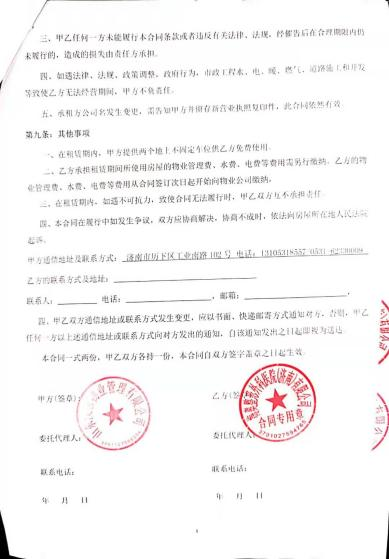 三、甲乙任何一方未能履行本合同条款或者违反有关法律、法规，经催告后在合理期限内仍
未履行的，造成的损失由责任方承担。
四、如遇法律、法规、政策调整、政府行为，市政工程水、电、暖、燃气、道路施工和开发
等致使乙方无法经营期间，甲方不负责任。
五、承租方公司名发生变更，需告知甲方并留存新营业执照复印件，此合同依然有效
第九条：其他事项
一、在租赁期内，甲方提供两个地上不固定车位供乙方免费使用。
二、乙方承担租赁期间所使用房屋的物业管理费、水费、电费等费用需另行缴纳。乙方的物
业管理费、水费、电费等费用从合同签订次日起开始向物业公司缴纳，
三、在租赁期内，如遇不可抗力，致使合同无法履行时，甲乙双方互不承担责任。
四、本合同在履行中如发生争议，双方应协商解决，协商不成时，依法向房屋所在地人民法院
起诉。
甲方通信地址及联系方式：济南市历下区工业南路102号 电话：13105318557
乙方的联系方式及地址：
联系人： 电话： ，邮箱： ，
四、甲乙双方通信地址或联系方式发生变更，应以书面、快递邮寄方式通知对方，否则，甲乙
任何一方以上述通信地址或联系方式向对方发出的通知，自该通知发出之日起即视为送达。
本合同一式两份，甲乙双方各持一份，本合同自双方签字盖章之日起生效。
甲方(签章)： 乙方(签
业管理有限公司
医院(济南)有限公司
合同专用章
委托代理人： 委托代理人：
联系电话： 联系电话：
年 月 日 年 月 日